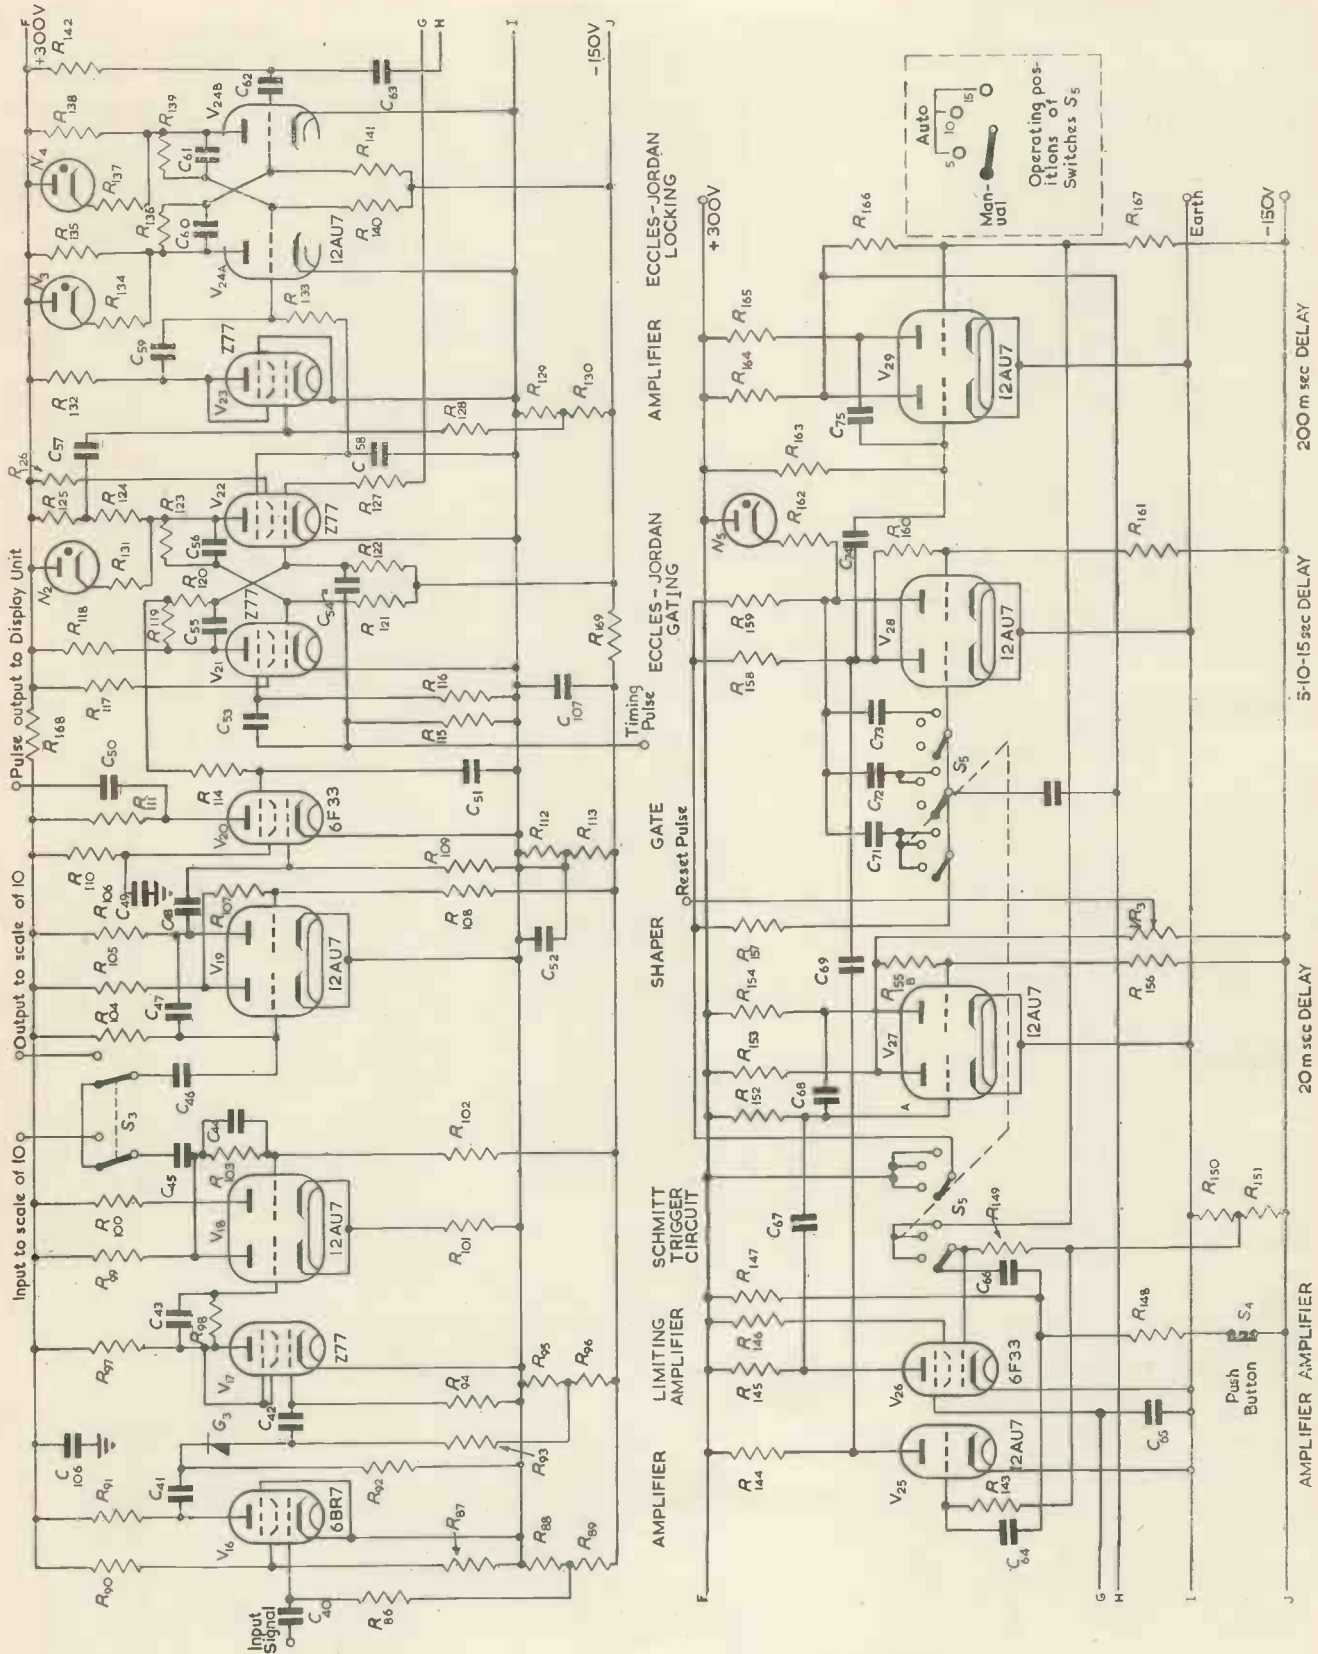 Input to scale of 10
Output to scale of 10
Pulse output to Display Unit
F
+300V
R90
R91
C106
R97
R99
R100
S3
R104
R105
R106
R110
R111
C50
R168
R117
R118
N2
R131
R125
R126
R124
C57
R132
N3
R134
R135
N4
R137
R138
R142
C41
G3
C43
R98
C45
C44
R103
C46
C47
C48
C49
R107
R114
R119
R120
R123
C55
C56
C59
R136
C60
C61
R139
C62
C63
V16
6BR7
V17
Z77
V18
12AU7
V19
12AU7
V20
6F33
V21
Z77
V22
Z77
V23
Z77
V24A
12AU7
V24B
Input Signal
C40
R86
R87
R88
R89
R92
R93
C42
R94
R95
R96
R101
R102
R108
R109
C51
C52
R112
R113
C53
R115
R116
C107
C54
R121
R122
R169
R127
C58
R128
R129
R130
R133
R140
R141
G
H
I
-150V
J
Timing Pulse
AMPLIFIER
LIMITING AMPLIFIER
SCHMITT TRIGGER CIRCUIT
SHAPER
GATE
ECCLES-JORDAN GATING
AMPLIFIER
ECCLES-JORDAN LOCKING
Reset Pulse
F
+300V
R144
R145
R146
R147
C67
R152
R153
R154
R157
C68
C69
R155
B
A
VR3
R158
R159
N5
R162
R163
C74
R160
R164
R165
C75
R166
C71
C72
C73
S5
S5
V25
12AU7
V26
6F33
V27
12AU7
V28
12AU7
V29
12AU7
R143
C64
C65
C66
R149
R148
S4
Push Button
R150
R151
R156
R161
R167
G
H
I
Earth
J
-150V
Auto
5
10
15
Man-
ual
Operating pos-
itions of
Switches S5
AMPLIFIER
AMPLIFIER
20 m sec DELAY
5-10-15 sec DELAY
200 m sec DELAY